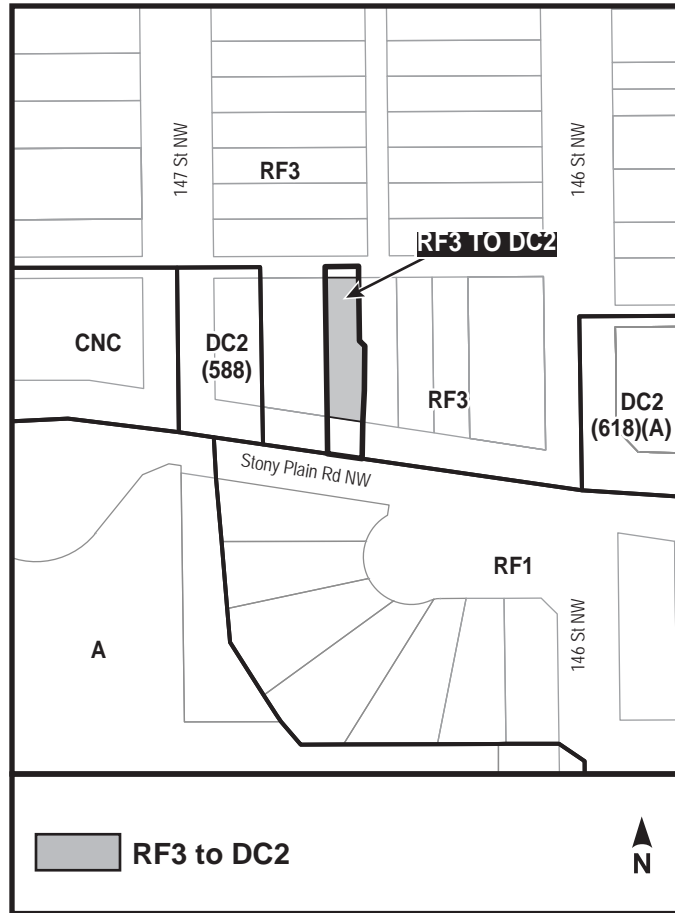 147 St NW
146 St NW
RF3
RF3 TO DC2
CNC
DC2
(588)
RF3
DC2
(618)(A)
Stony Plain Rd NW
RF1
146 St NW
A
RF3 to DC2
N